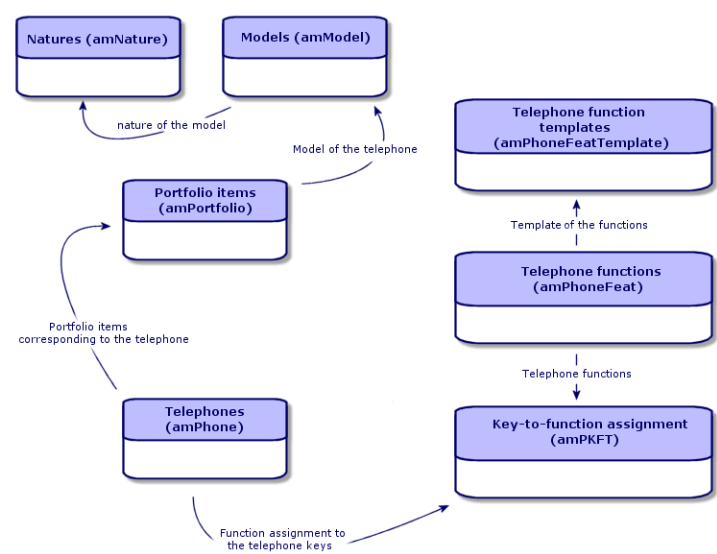 Natures (amNature)
Models (amModel)
nature of the model
Model of the telephone
Telephone function
templates
(amPhoneFeatTemplate)
Portfolio items
(amPortfolio)
Template of the functions
Telephone functions
(amPhoneFeat)
Portfolio items
corresponding to the telephone
Telephone functions
Telephones
(amPhone)
Key-to-function assignment
(amPKFT)
Function assignment to
the telephone keys